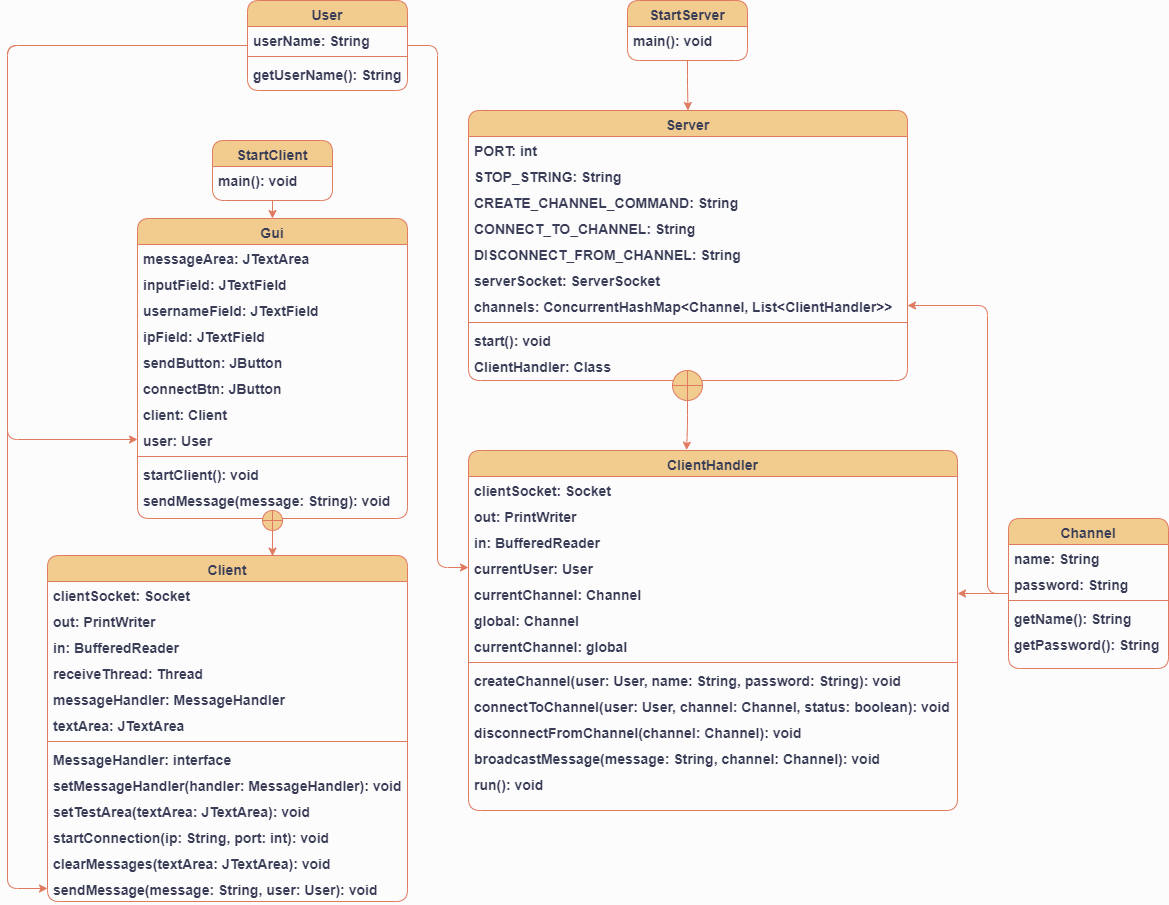 User
userName: String
getUserName(): String
StartServer
main(): void
StartClient
main(): void
Server
PORT: int
STOP_STRING: String
CREATE_CHANNEL_COMMAND: String
CONNECT_TO_CHANNEL: String
DISCONNECT_FROM_CHANNEL: String
serverSocket: ServerSocket
channels: ConcurrentHashMap<Channel, List<ClientHandler>>
start(): void
ClientHandler: Class
Gui
messageArea: JTextArea
inputField: JTextField
usernameField: JTextField
ipField: JTextField
sendButton: JButton
connectBtn: JButton
client: Client
user: User
startClient(): void
sendMessage(message: String): void
ClientHandler
clientSocket: Socket
out: PrintWriter
in: BufferedReader
currentUser: User
currentChannel: Channel
global: Channel
currentChannel: global
createChannel(user: User, name: String, password: String): void
connectToChannel(user: User, channel: Channel, status: boolean): void
disconnectFromChannel(channel: Channel): void
broadcastMessage(message: String, channel: Channel): void
run(): void
Channel
name: String
password: String
getName(): String
getPassword(): String
Client
clientSocket: Socket
out: PrintWriter
in: BufferedReader
receiveThread: Thread
messageHandler: MessageHandler
textArea: JTextArea
MessageHandler: interface
setMessageHandler(handler: MessageHandler): void
setTestArea(textArea: JTextArea): void
startConnection(ip: String, port: int): void
clearMessages(textArea: JTextArea): void
sendMessage(message: String, user: User): void